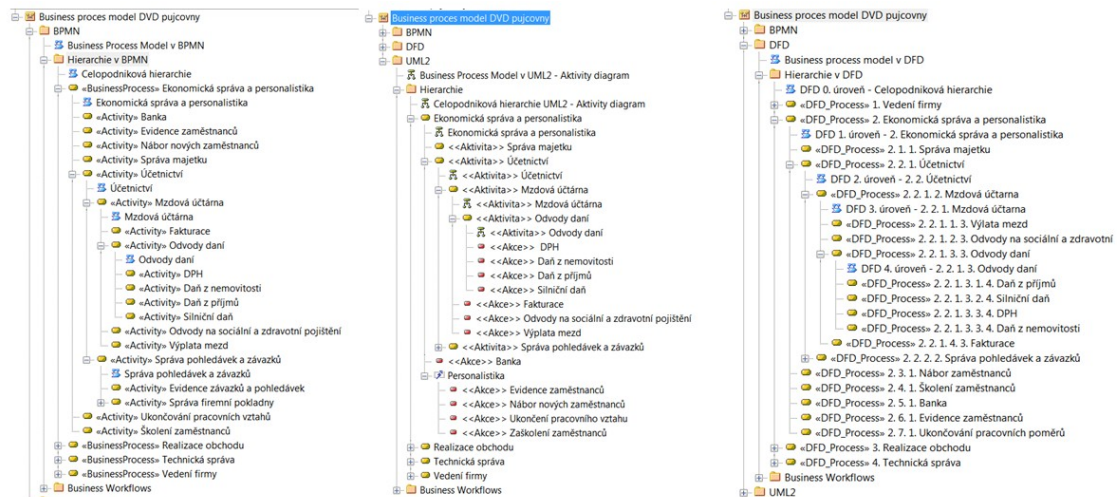 Business proces model DVD pujcovny
BPMN
Business Process Model v BPMN
Hierarchie v BPMN
Celopodniková hierarchie
«BusinessProcess» Ekonomická správa a personalistika
Ekonomická správa a personalistika
«Activity» Banka
«Activity» Evidence zaměstnanců
«Activity» Nábor nových zaměstnanců
«Activity» Správa majetku
«Activity» Účetnictví
Účetnictví
«Activity» Mzdová účtárna
Mzdová účtárna
«Activity» Fakturace
«Activity» Odvody daní
Odvody daní
«Activity» DPH
«Activity» Daň z nemovitosti
«Activity» Daň z příjmů
«Activity» Silniční daň
«Activity» Odvody na sociální a zdravotní pojištění
«Activity» Výplata mezd
«Activity» Správa pohledávek a závazků
Správa pohledávek a závazků
«Activity» Evidence závazků a pohledávek
«Activity» Správa firemní pokladny
«Activity» Ukončování pracovních vztahů
«Activity» Školení zaměstnanců
«BusinessProcess» Realizace obchodu
«BusinessProcess» Technická správa
«BusinessProcess» Vedení firmy
Business Workflows
Business proces model DVD pujcovny
BPMN
DFD
UML2
Business Process Model v UML2 - Aktivity diagram
Hierarchie
Celopodniková hierarchie UML2 - Aktivity diagram
Ekonomická správa a personalistika
Ekonomická správa a personalistika
<<Aktivita>> Správa majetku
<<Aktivita>> Účetnictví
<<Aktivita>> Účetnictví
<<Aktivita>> Mzdová účtárna
<<Aktivita>> Mzdová účtárna
<<Aktivita>> Odvody daní
<<Aktivita>> Odvody daní
<<Akce>> DPH
<<Akce>> Daň z nemovitosti
<<Akce>> Daň z příjmů
<<Akce>> Silniční daň
<<Akce>> Fakturace
<<Akce>> Odvody na sociální a zdravotní pojištění
<<Akce>> Výplata mezd
<<Aktivita>> Správa pohledávek a závazků
<<Akce>> Banka
Personalistika
<<Akce>> Evidence zaměstnanců
<<Akce>> Nábor nových zaměstnanců
<<Akce>> Ukončení pracovního vztahu
<<Akce>> Zaškolení zaměstnanců
Realizace obchodu
Technická správa
Vedení firmy
Business Workflows
Business proces model DVD pujcovny
BPMN
DFD
Business process model v DFD
Hierarchie v DFD
DFD 0. úroveň - Celopodniková hierarchie
«DFD_Process» 1. Vedení firmy
«DFD_Process» 2. Ekonomická správa a personalistika
DFD 1. úroveň - 2. Ekonomická správa a personalistika
«DFD_Process» 2. 1. 1. Správa majetku
«DFD_Process» 2. 2. 1. Účetnictví
DFD 2. úroveň - 2. 2. Účetnictví
«DFD_Process» 2. 2. 1. 2. Mzdová účtarna
DFD 3. úroveň - 2. 2. 1. Mzdová účtarna
«DFD_Process» 2. 2. 1. 1. 3. Výlata mezd
«DFD_Process» 2. 2. 1. 2. 3. Odvody na sociální a zdravotní
«DFD_Process» 2. 2. 1. 3. 3. Odvody daní
DFD 4. úroveň - 2. 2. 1. 3. Odvody daní
«DFD_Process» 2. 2. 1. 3. 1. 4. Daň z příjmů
«DFD_Process» 2. 2. 1. 3. 2. 4. Silniční daň
«DFD_Process» 2. 2. 1. 3. 3. 4. DPH
«DFD_Process» 2. 2. 1. 3. 3. 4. Daň z nemovitosti
«DFD_Process» 2. 2. 1. 4. 3. Fakturace
«DFD_Process» 2. 2. 2. 2. Správa pohledávek a závazků
«DFD_Process» 2. 3. 1. Nábor zaměstnanců
«DFD_Process» 2. 4. 1. Školení zaměstnanců
«DFD_Process» 2. 5. 1. Banka
«DFD_Process» 2. 6. 1. Evidence zaměstnanců
«DFD_Process» 2. 7. 1. Ukončování pracovních poměrů
«DFD_Process» 3. Realizace obchodu
«DFD_Process» 4. Technická správa
Business Workflows
UML2